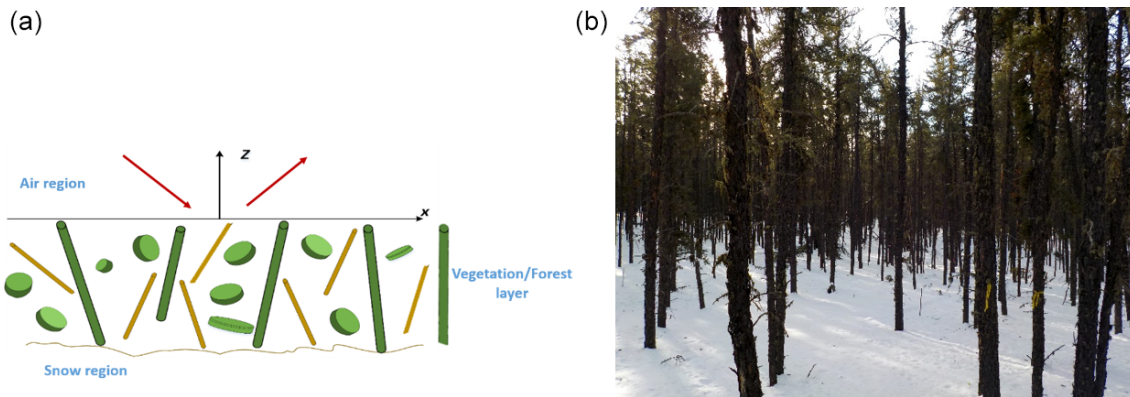 (a)
(b)
Z
Air region
x
Vegetation/Forest
layer
Snow region